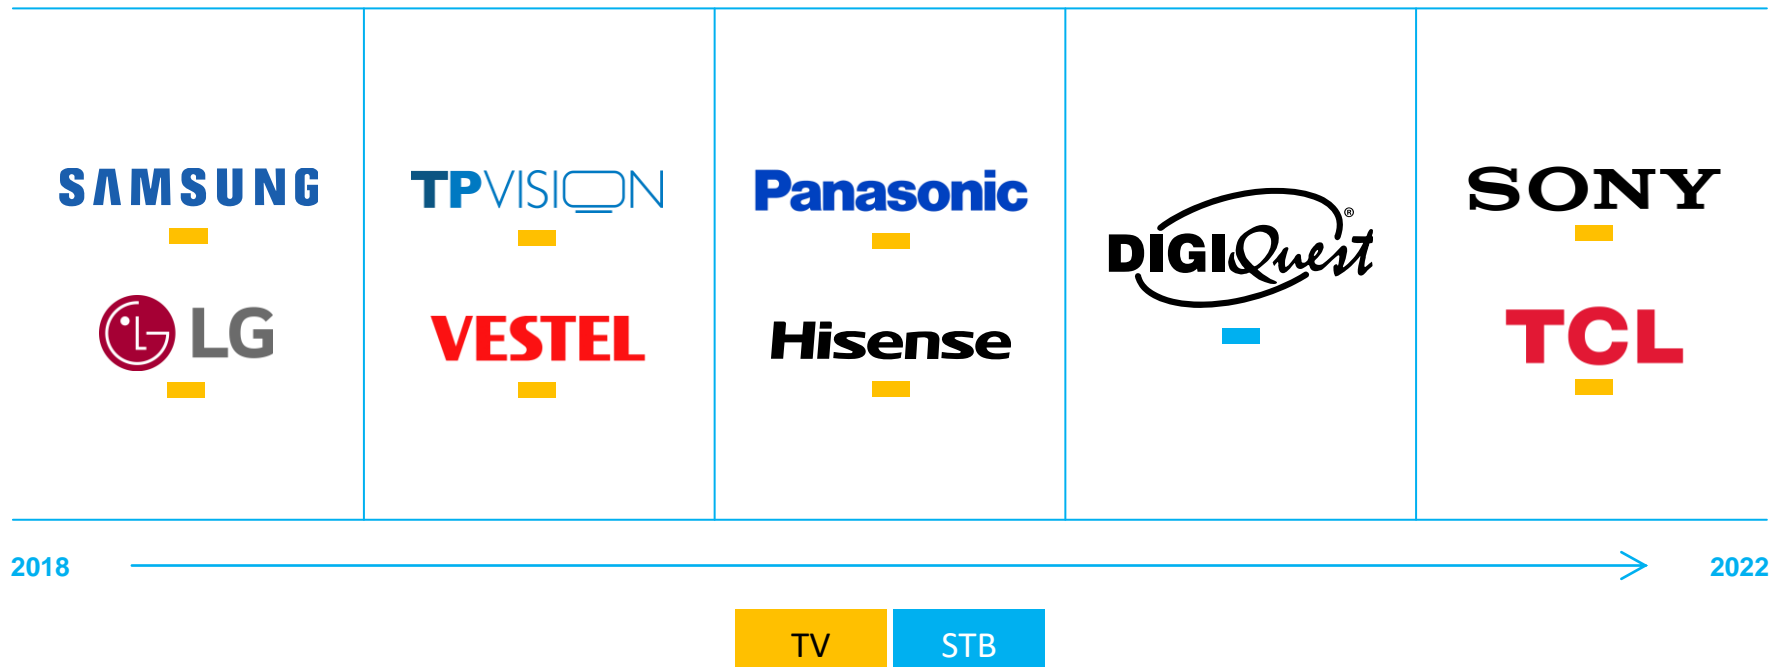 SAMSUNG
LG
TPVISION
VESTEL
Panasonic
Hisense
DIGIQuest®
SONY
TCL
2018
2022
TV
STB